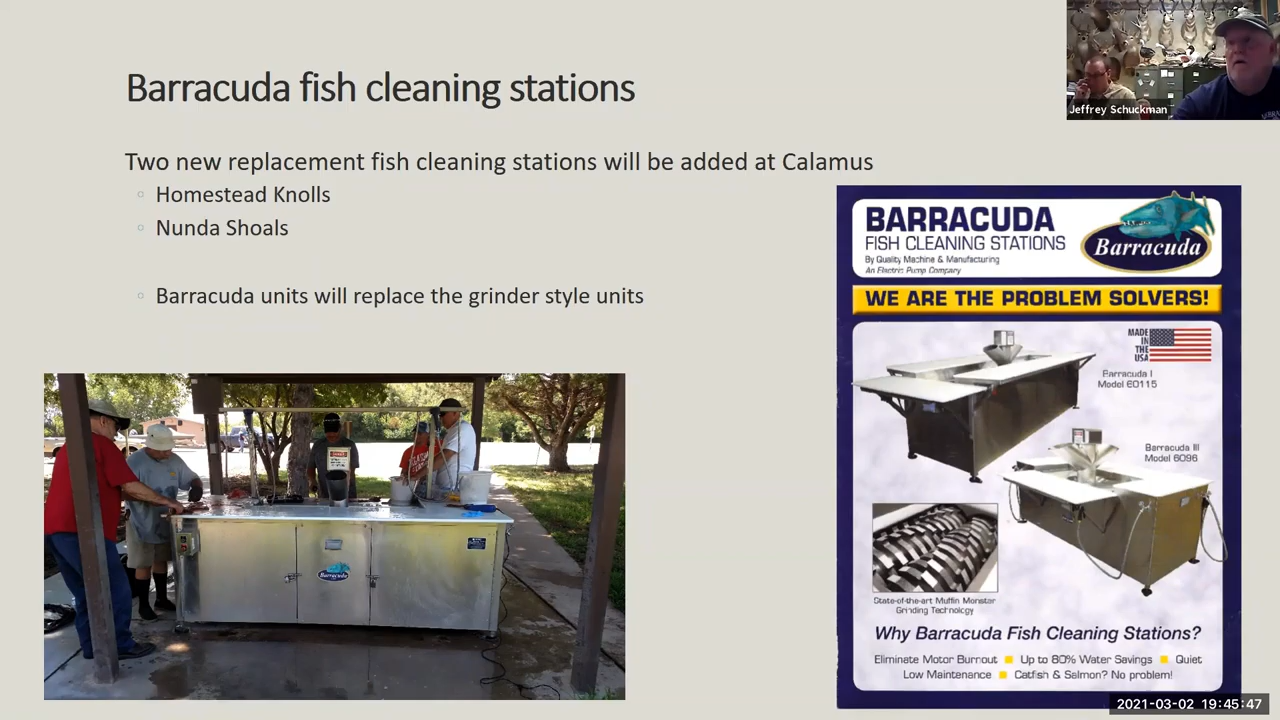 Barracuda fish cleaning stations
Jeffrey Schuckman
Two new replacement fish cleaning stations will be added at Calamus
Homestead Knolls
Nunda Shoals
Barracuda units will replace the grinder style units
Barracuda
BARRACUDA
FISH CLEANING STATIONS
By Quality Machine & Manufacturing
An Electric Pump Company
Barracuda
WE ARE THE PROBLEM SOLVERS!
MADE
IN
THE
USA
Barracuda I
Model 60115
Barracuda III
Model 6096
State-of-the-art Muffin Monster
Grinding Technology
Why Barracuda Fish Cleaning Stations?
Eliminate Motor Burnout Up to 80% Water Savings Quiet
Low Maintenance Catfish & Salmon? No problem!
2021-03-02 19:45:47